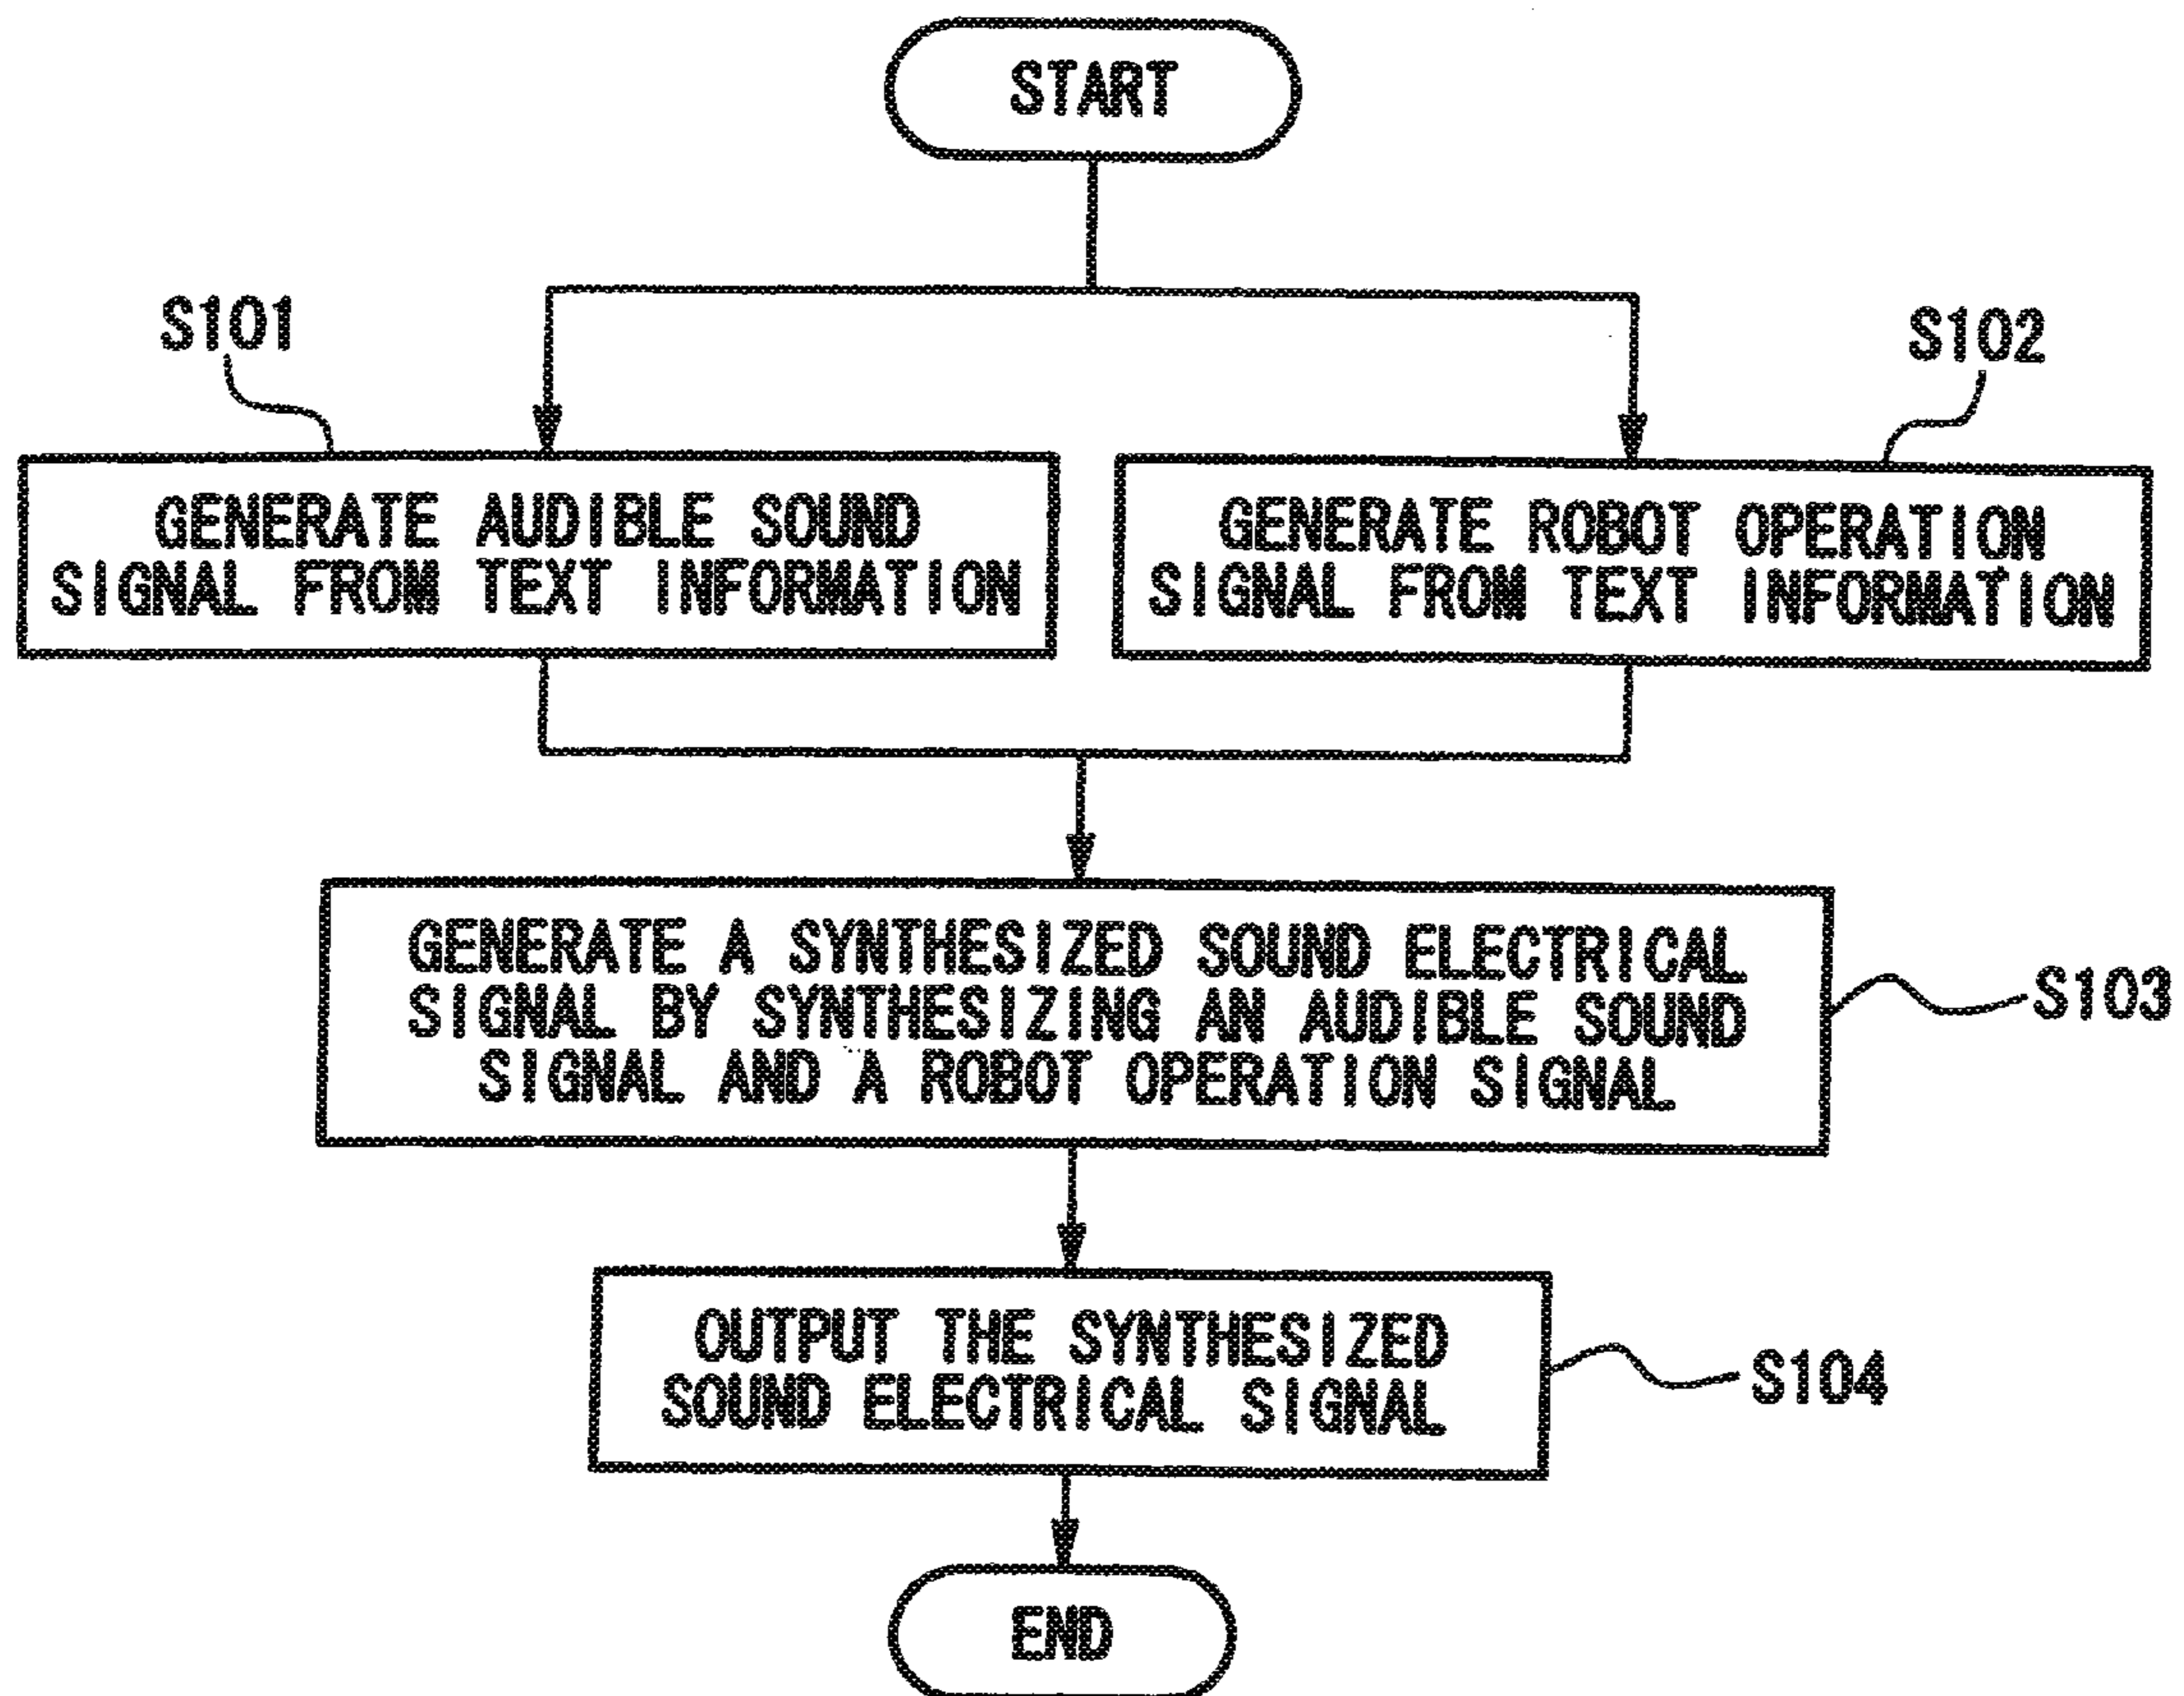 START
S101
S102
GENERATE AUDIBLE SOUND
SIGNAL FROM TEXT INFORMATION
GENERATE ROBOT OPERATION
SIGNAL FROM TEXT INFORMATION
GENERATE A SYNTHESIZED SOUND ELECTRICAL
SIGNAL BY SYNTHESIZING AN AUDIBLE SOUND
SIGNAL AND A ROBOT OPERATION SIGNAL
S103
OUTPUT THE SYNTHESIZED
SOUND ELECTRICAL SIGNAL
S104
END